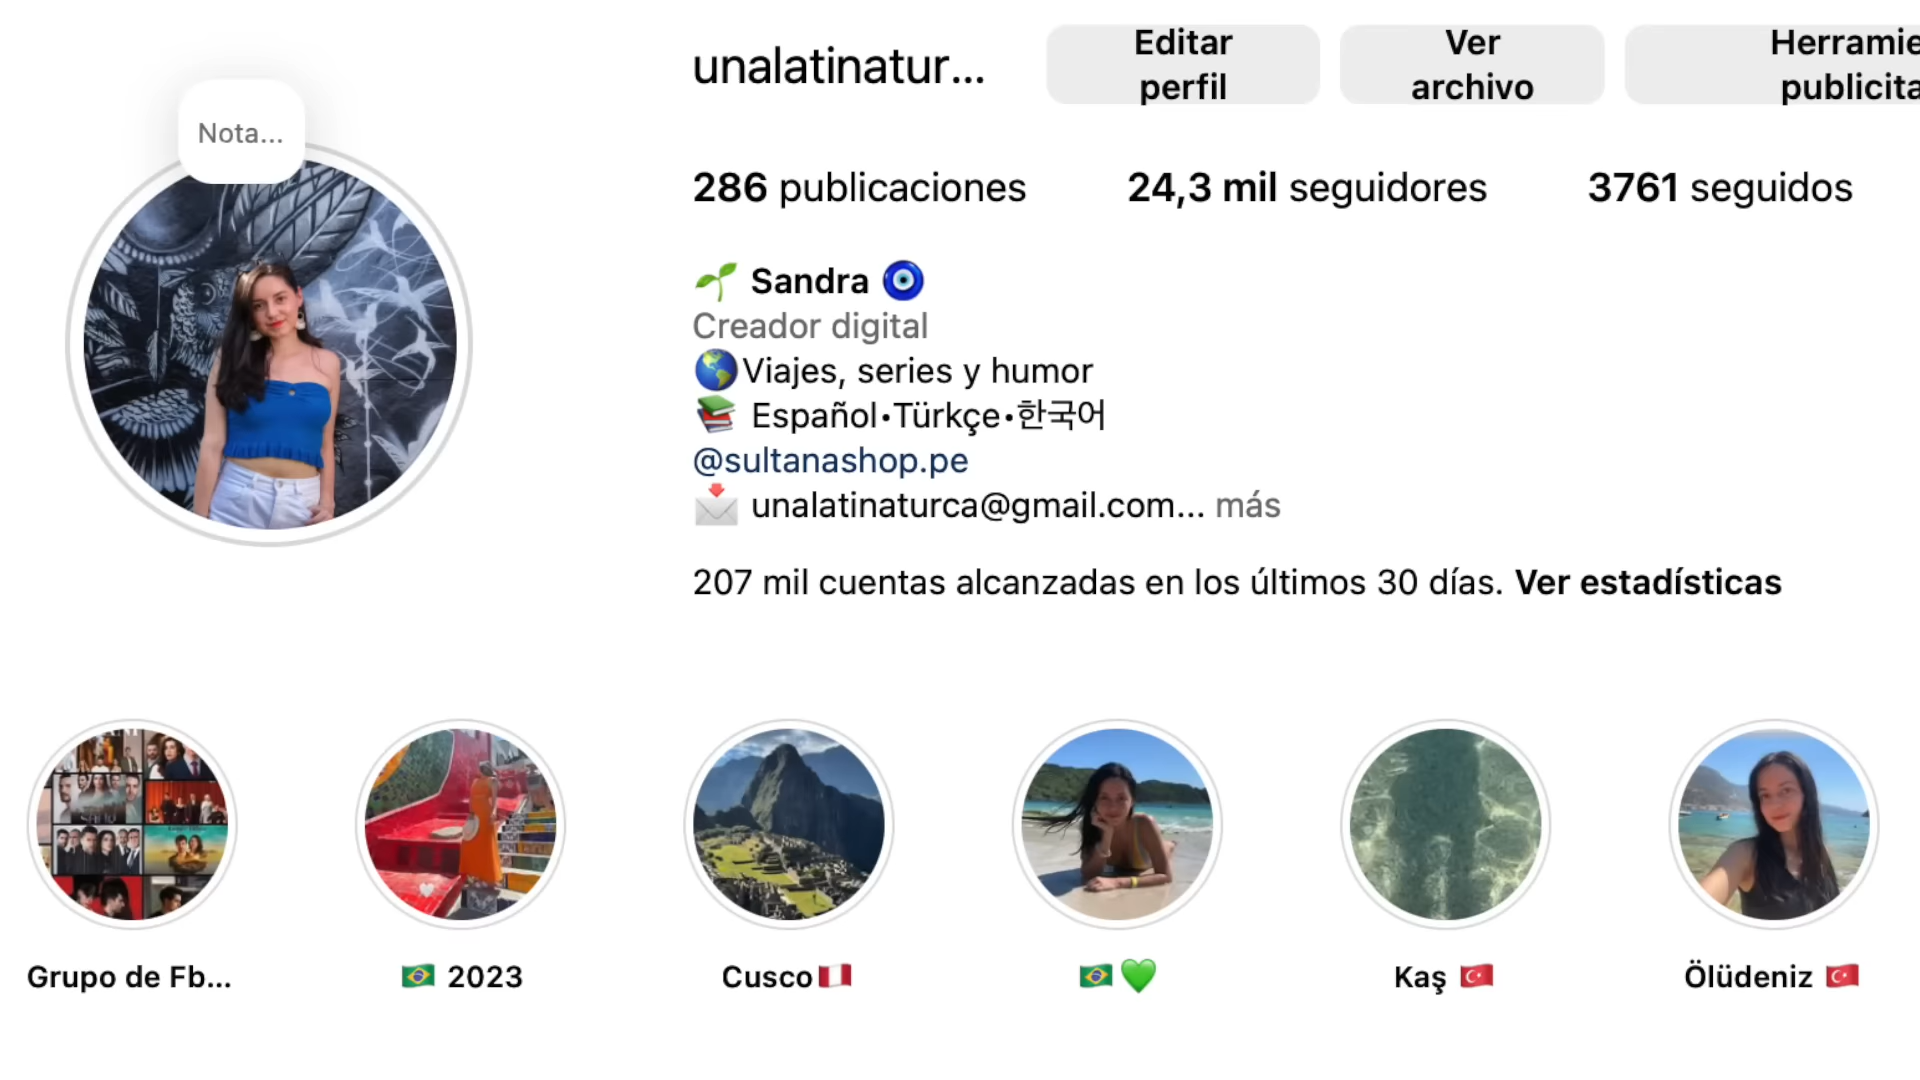 unalatinatur...
Editar
perfil
Ver
archivo
Herramie
publicita
Nota...
286 publicaciones
24,3 mil seguidores
3761 seguidos
🌱 Sandra 🧿
Creador digital
🌎Viajes, series y humor
📚 Español•Türkçe•한국어
@sultanashop.pe
📩 unalatinaturca@gmail.com... más
207 mil cuentas alcanzadas en los últimos 30 días. Ver estadísticas
Grupo de Fb...
🇧🇷 2023
Cusco🇵🇪
🇧🇷💚
Kaş 🇹🇷
Ölüdeniz 🇹🇷